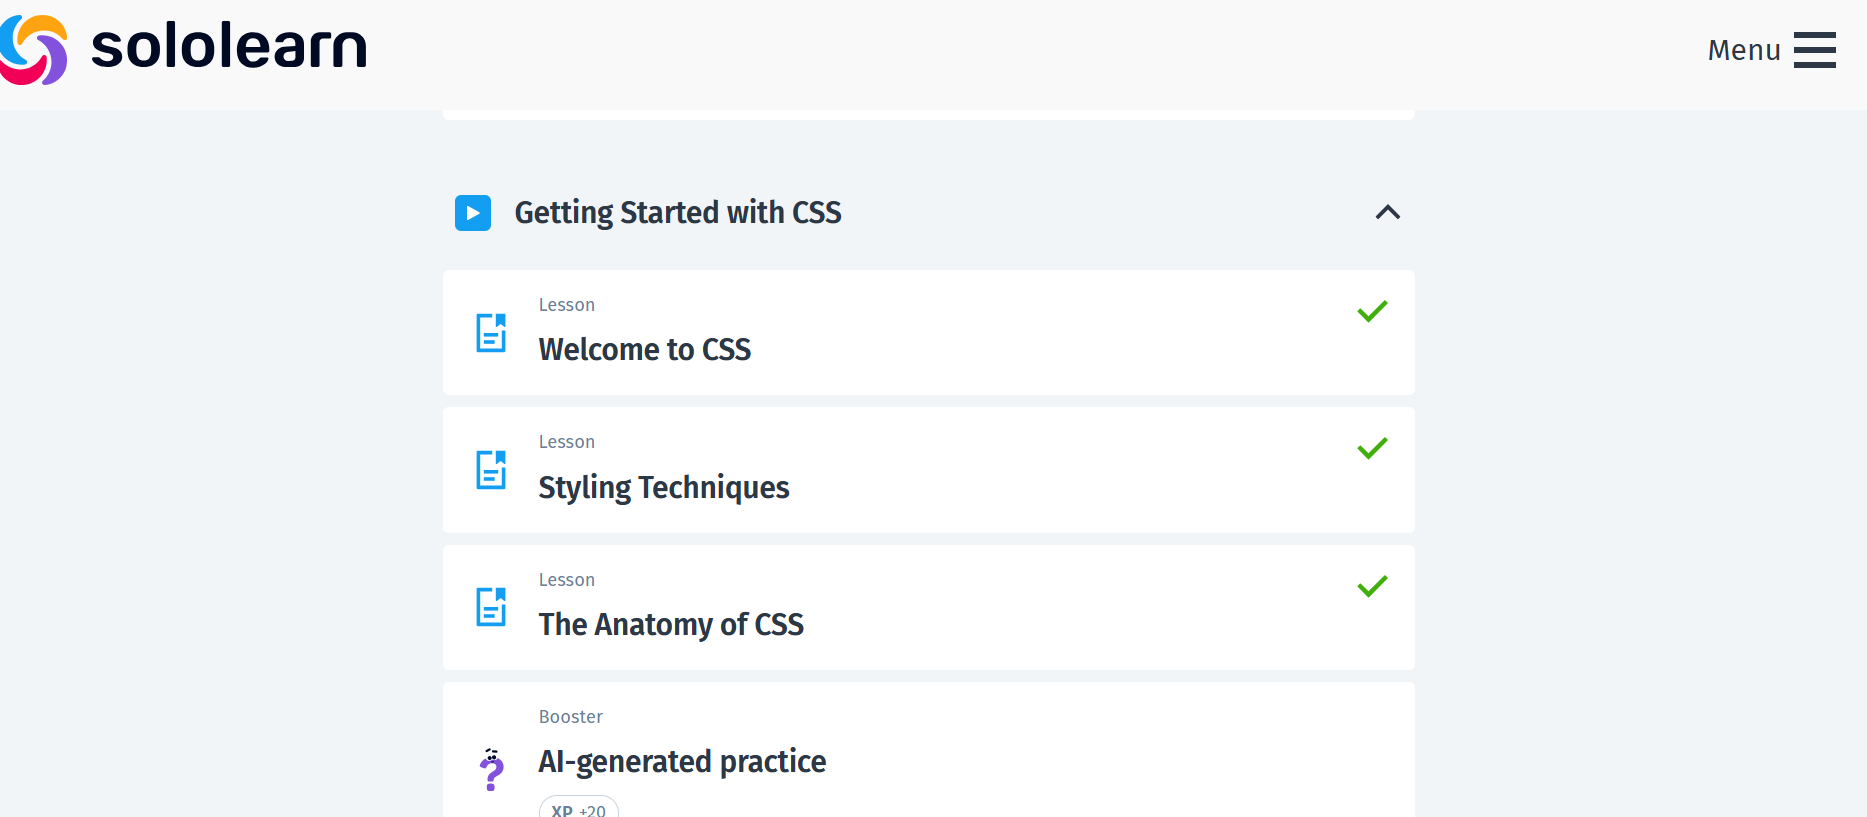 sololearn
Menu
Getting Started with CSS
Lesson
Welcome to CSS
Lesson
Styling Techniques
Lesson
The Anatomy of CSS
Booster
AI-generated practice
XP +20